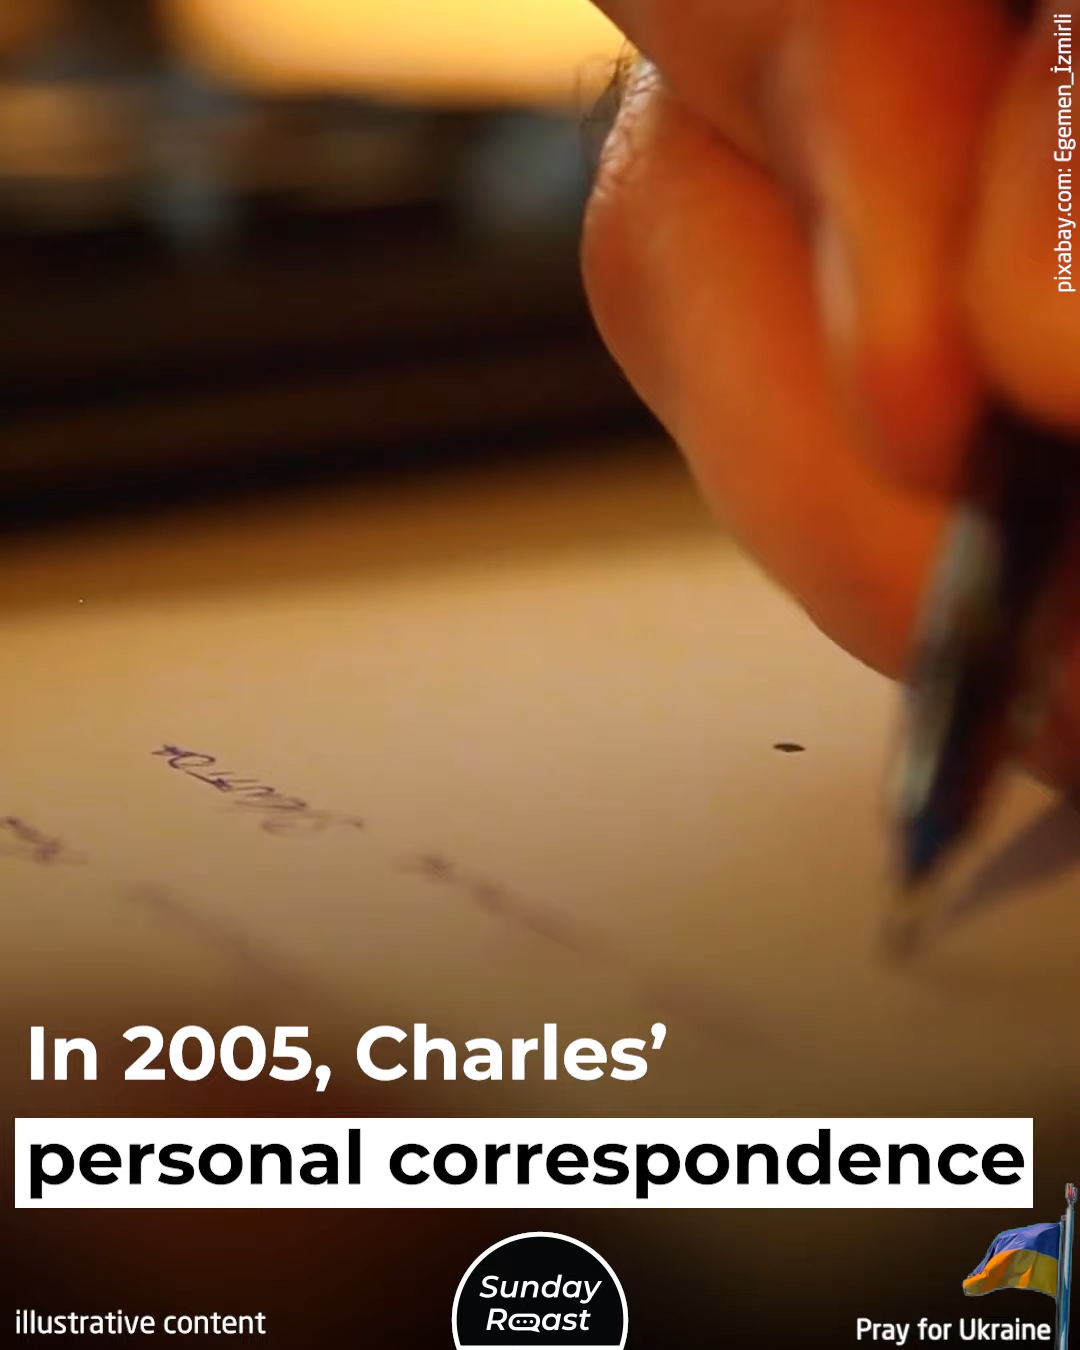 pixabay.com: Egemen_İzmirli
In 2005, Charles’
personal correspondence
Sunday
Roast
illustrative content
Pray for Ukraine